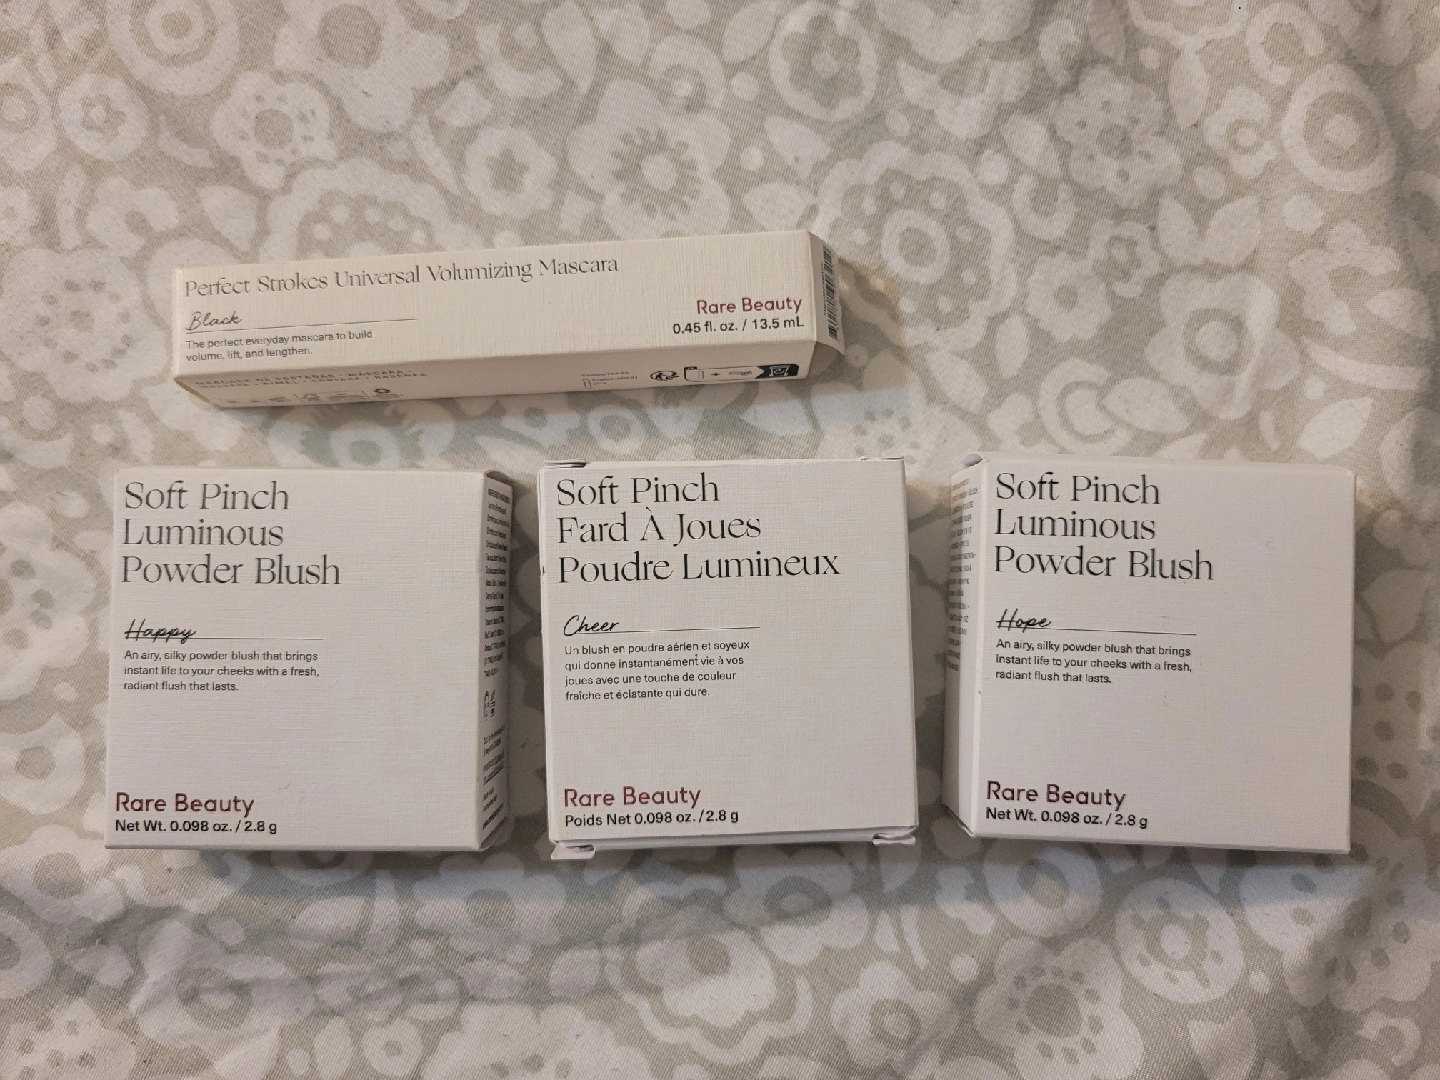 Perfect Strokes Universal Volumizing Mascara
Black
The perfect everyday mascara to build
volume, lift, and lengthen.
Rare Beauty
0.45 fl. oz. / 13.5 mL
Soft Pinch
Luminous
Powder Blush
Happy
An airy, silky powder blush that brings
instant life to your cheeks with a fresh,
radiant flush that lasts.
Rare Beauty
Net Wt. 0.098 oz. / 2.8 g
Soft Pinch
Fard À Joues
Poudre Lumineux
Cheer
Un blush en poudre aérien et soyeux
qui donne instantanément vie à vos
joues avec une touche de couleur
fraîche et éclatante qui dure.
Rare Beauty
Poids Net 0.098 oz. / 2.8 g
Soft Pinch
Luminous
Powder Blush
Hope
An airy, silky powder blush that brings
instant life to your cheeks with a fresh,
radiant flush that lasts.
Rare Beauty
Net Wt. 0.098 oz. / 2.8 g